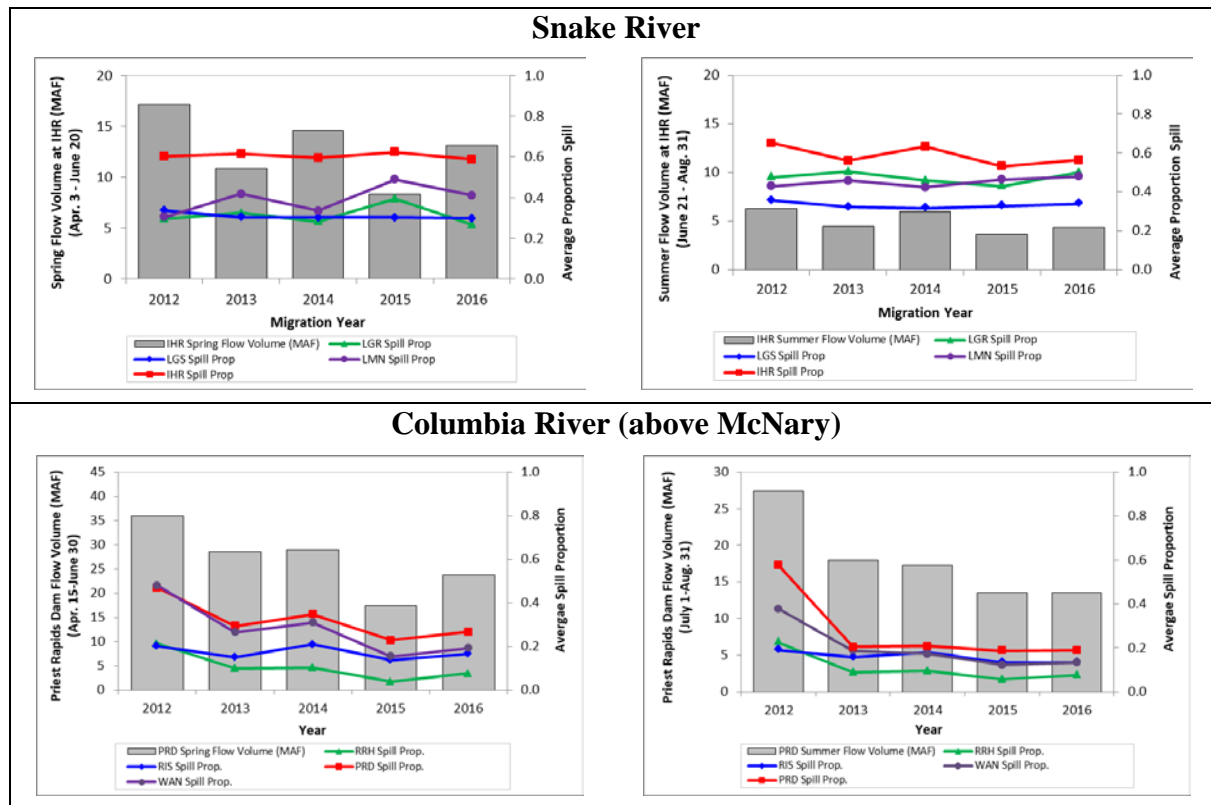 Snake River
Spring Flow Volume at IHR (MAF)
(Apr. 3 - June 20)
20
15
10
5
0
1.0
0.8
0.6
0.4
0.2
0.0
Average Proportion Spill
2012 2013 2014 2015 2016
Migration Year
IHR Spring Flow Volume (MAF) LGR Spill Prop
LGS Spill Prop LMN Spill Prop
IHR Spill Prop
Summer Flow Volume at IHR (MAF)
(June 21 - Aug. 31)
20
15
10
5
0
1.0
0.8
0.6
0.4
0.2
0.0
Average Proportion Spill
2012 2013 2014 2015 2016
Migration Year
IHR Summer Flow Volume (MAF) LGR Spill Prop
LGS Spill Prop LMN Spill Prop
IHR Spill Prop
Columbia River (above McNary)
Priest Rapids Dam Flow Volume (MAF)
(Apr. 15-June 30)
45
40
35
30
25
20
15
10
5
0
1.0
0.8
0.6
0.4
0.2
0.0
Avergae Spill Proportion
2012 2013 2014 2015 2016
Year
PRD Spring Flow Volume (MAF) RRH Spill Prop.
RIS Spill Prop. PRD Spill Prop.
WAN Spill Prop.
Priest Rapids Dam Flow Volume (MAF)
(July 1-Aug. 31)
30
25
20
15
10
5
0
1.0
0.8
0.6
0.4
0.2
0.0
Avergae Spill Proportion
2012 2013 2014 2015 2016
Year
PRD Summer Flow Volume (MAF) RRH Spill Prop.
RIS Spill Prop. WAN Spill Prop.
PRD Spill Prop.